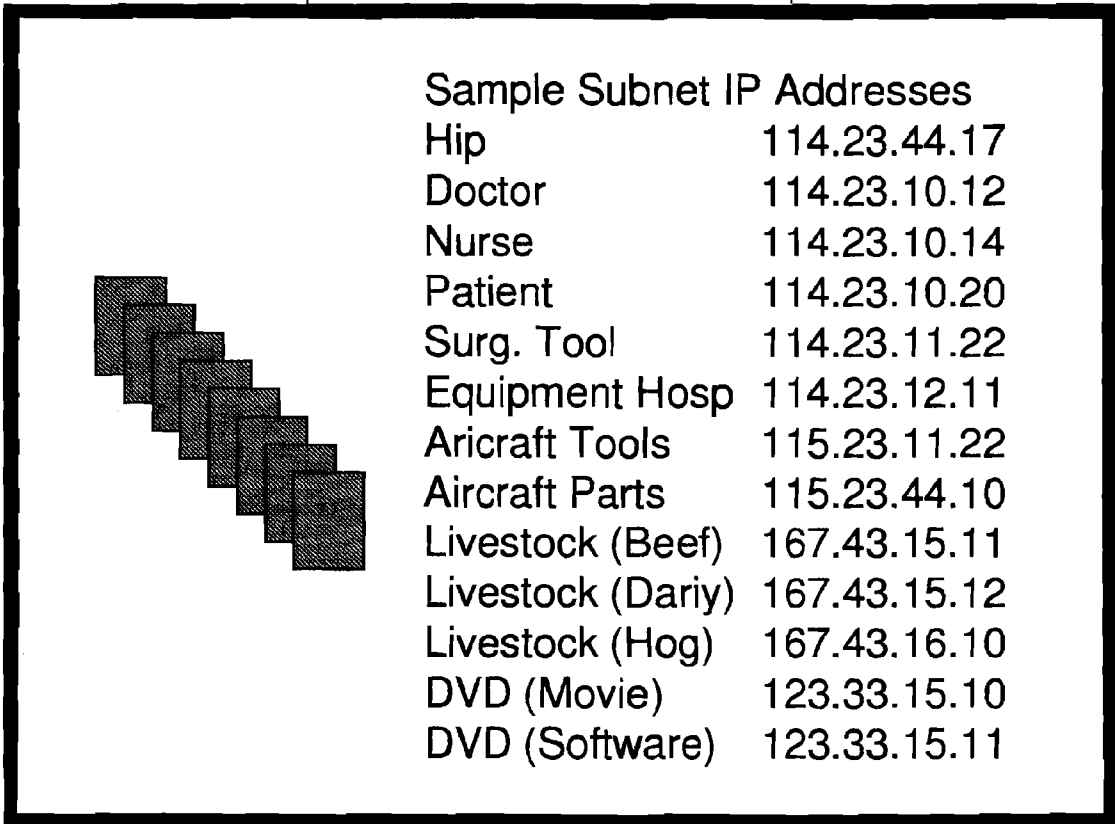 Sample Subnet IP Addresses
Hip 114.23.44.17
Doctor 114.23.10.12
Nurse 114.23.10.14
Patient 114.23.10.20
Surg. Tool 114.23.11.22
Equipment Hosp 114.23.12.11
Aricraft Tools 115.23.11.22
Aircraft Parts 115.23.44.10
Livestock (Beef) 167.43.15.11
Livestock (Dariy) 167.43.15.12
Livestock (Hog) 167.43.16.10
DVD (Movie) 123.33.15.10
DVD (Software) 123.33.15.11